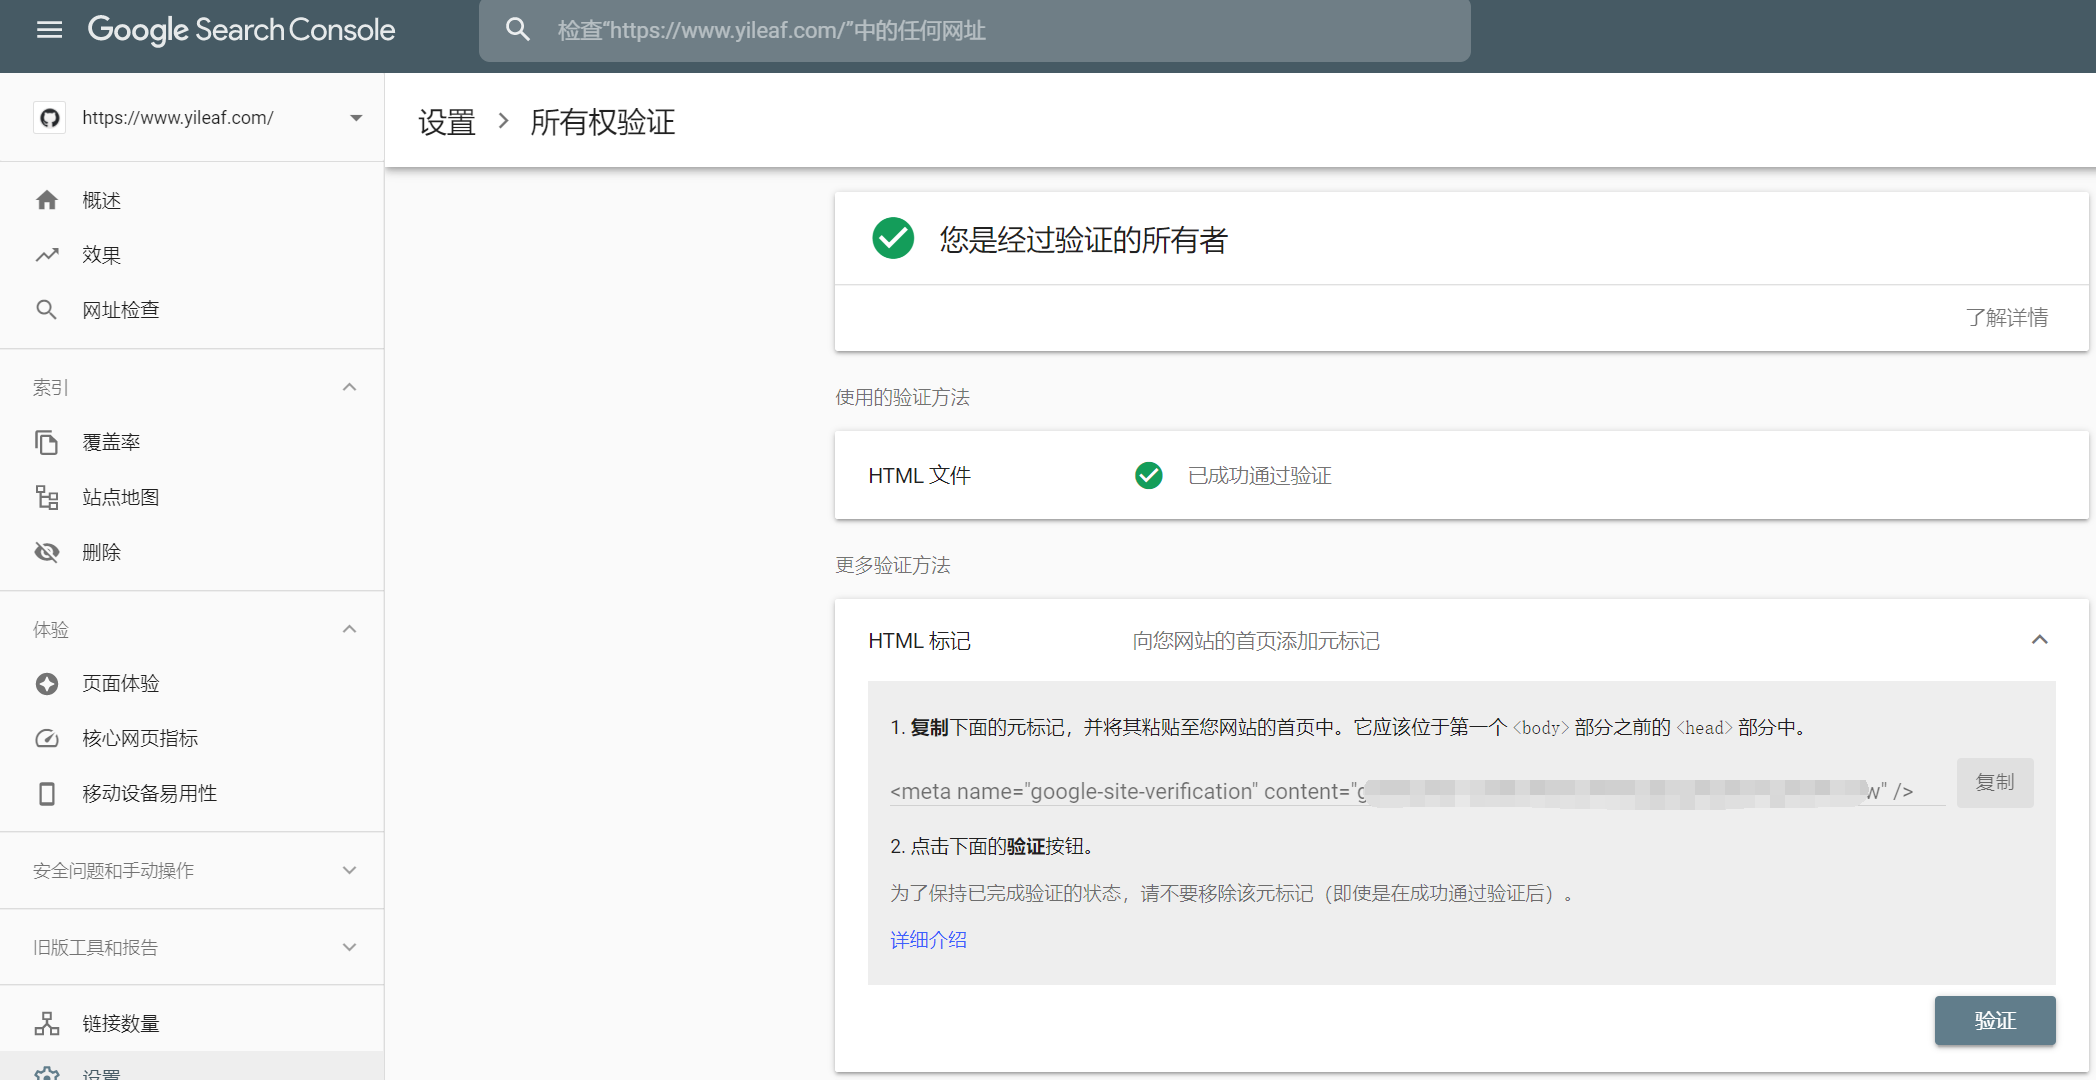 Google Search Console
检查“https://www.yileaf.com/”中的任何网址
https://www.yileaf.com/
概述
效果
网址检查
索引
覆盖率
站点地图
删除
体验
页面体验
核心网页指标
移动设备易用性
安全问题和手动操作
旧版工具和报告
链接数量
设置
设置 > 所有权验证
您是经过验证的所有者
了解详情
使用的验证方法
HTML 文件 已成功通过验证
更多验证方法
HTML 标记 向您网站的首页添加元标记
1. 复制下面的元标记，并将其粘贴至您网站的首页中。它应该位于第一个 <body> 部分之前的 <head> 部分中。
<meta name="google-site-verification" content="g w" />
复制
2. 点击下面的验证按钮。
为了保持已完成验证的状态，请不要移除该元标记（即使是在成功通过验证后）。
详细介绍
验证